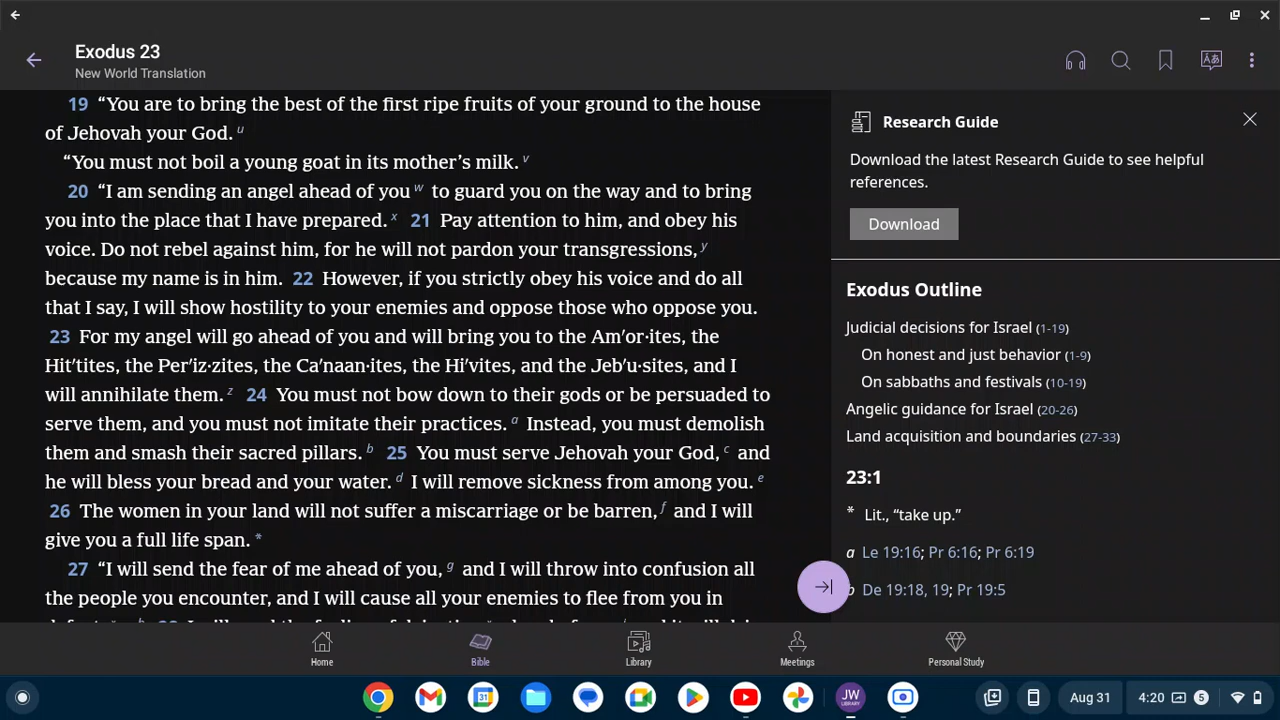 Exodus 23
New World Translation
19 “You are to bring the best of the first ripe fruits of your ground to the house
of Jehovah your God. u
“You must not boil a young goat in its mother’s milk. v
20 “I am sending an angel ahead of you w to guard you on the way and to bring
you into the place that I have prepared. x 21 Pay attention to him, and obey his
voice. Do not rebel against him, for he will not pardon your transgressions, y
because my name is in him. 22 However, if you strictly obey his voice and do all
that I say, I will show hostility to your enemies and oppose those who oppose you.
23 For my angel will go ahead of you and will bring you to the Amʹor·ites, the
Hitʹtites, the Perʹiz·zites, the Caʹnaan·ites, the Hiʹvites, and the Jebʹu·sites, and I
will annihilate them. z 24 You must not bow down to their gods or be persuaded to
serve them, and you must not imitate their practices. a Instead, you must demolish
them and smash their sacred pillars. b 25 You must serve Jehovah your God, c and
he will bless your bread and your water. d I will remove sickness from among you. e
26 The women in your land will not suffer a miscarriage or be barren, f and I will
give you a full life span. *
27 “I will send the fear of me ahead of you, g and I will throw into confusion all
the people you encounter, and I will cause all your enemies to flee from you in
Research Guide
Download the latest Research Guide to see helpful
references.
Download
Exodus Outline
Judicial decisions for Israel (1-19)
On honest and just behavior (1-9)
On sabbaths and festivals (10-19)
Angelic guidance for Israel (20-26)
Land acquisition and boundaries (27-33)
23:1
* Lit., “take up.”
a Le 19:16; Pr 6:16; Pr 6:19
b De 19:18, 19; Pr 19:5
Home
Bible
Library
Meetings
Personal Study
31
JW
LIBRARY
Aug 31
4:20
5